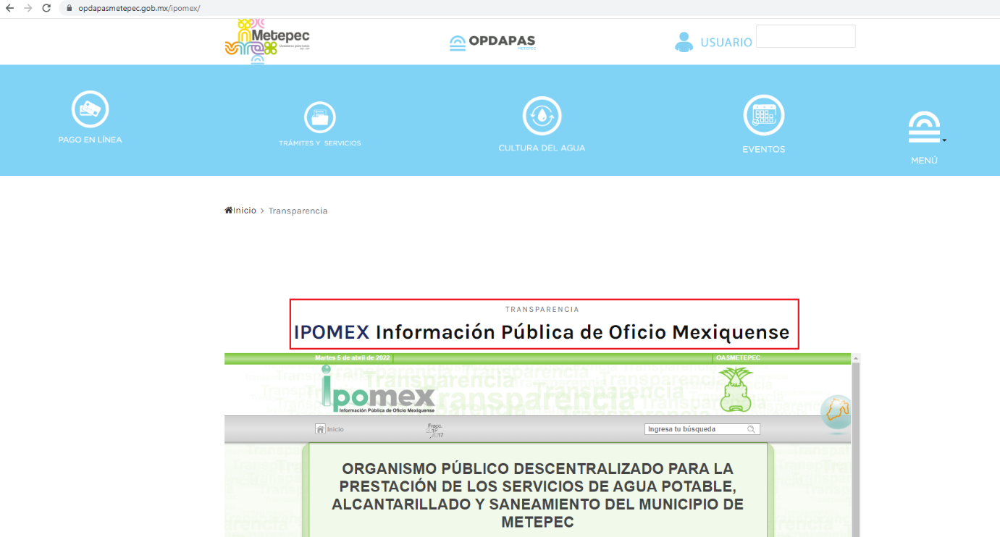 opdapasmetepec.gob.mx/ipomex/
Metepec
OPDAPAS
METEPEC
USUARIO
PAGO EN LÍNEA
TRÁMITES Y SERVICIOS
CULTURA DEL AGUA
EVENTOS
MENÚ
Inicio > Transparencia
TRANSPARENCIA
IPOMEX Información Pública de Oficio Mexiquense
Martes 5 de abril de 2022
OASMETEPEC
ipomex
Información Pública de Oficio Mexiquense
Inicio
Fracc.
2017
Ingresa tu búsqueda
ORGANISMO PÚBLICO DESCENTRALIZADO PARA LA
PRESTACIÓN DE LOS SERVICIOS DE AGUA POTABLE,
ALCANTARILLADO Y SANEAMIENTO DEL MUNICIPIO DE
METEPEC